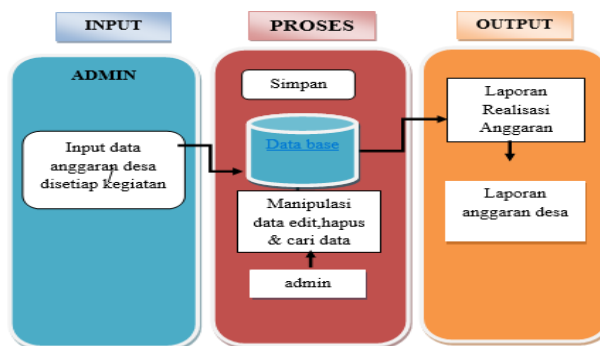 INPUT
PROSES
OUTPUT
ADMIN
Input data
anggaran desa
disetiap kegiatan
Simpan
Data base
Manipulasi
data edit,hapus
& cari data
admin
Laporan
Realisasi
Anggaran
Laporan
anggaran desa